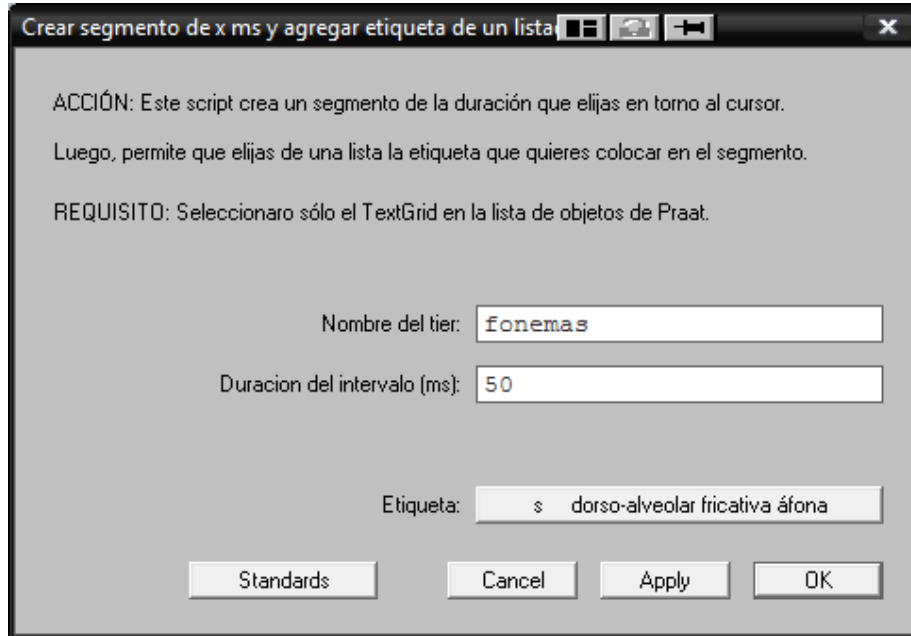 Crear segmento de x ms y agregar etiqueta de un lista
ACCIÓN: Este script crea un segmento de la duración que elijas en torno al cursor.
Luego, permite que elijas de una lista la etiqueta que quieres colocar en el segmento.
REQUISITO: Seleccionaro sólo el TextGrid en la lista de objetos de Praat.
Nombre del tier: fonemas
Duracion del intervalo (ms): 50
Etiqueta: s dorso-alveolar fricativa áfona
Standards Cancel Apply OK